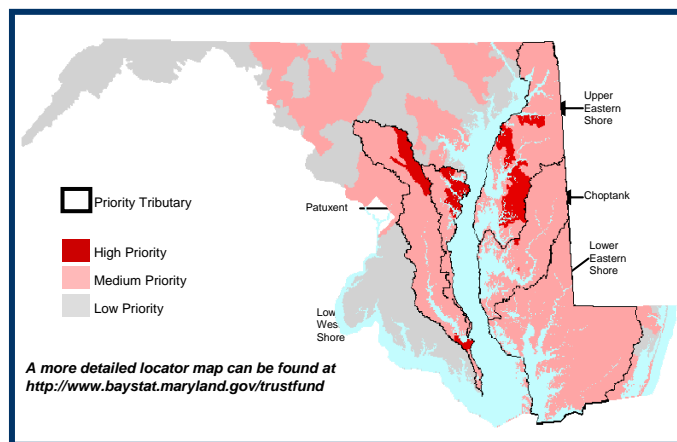 Upper
Eastern
Shore
Priority Tributary
Choptank
Patuxent
High Priority
Lower
Eastern
Shore
Medium Priority
Low Priority
Low
Wes
Shore
A more detailed locator map can be found at
http://www.baystat.maryland.gov/trustfund